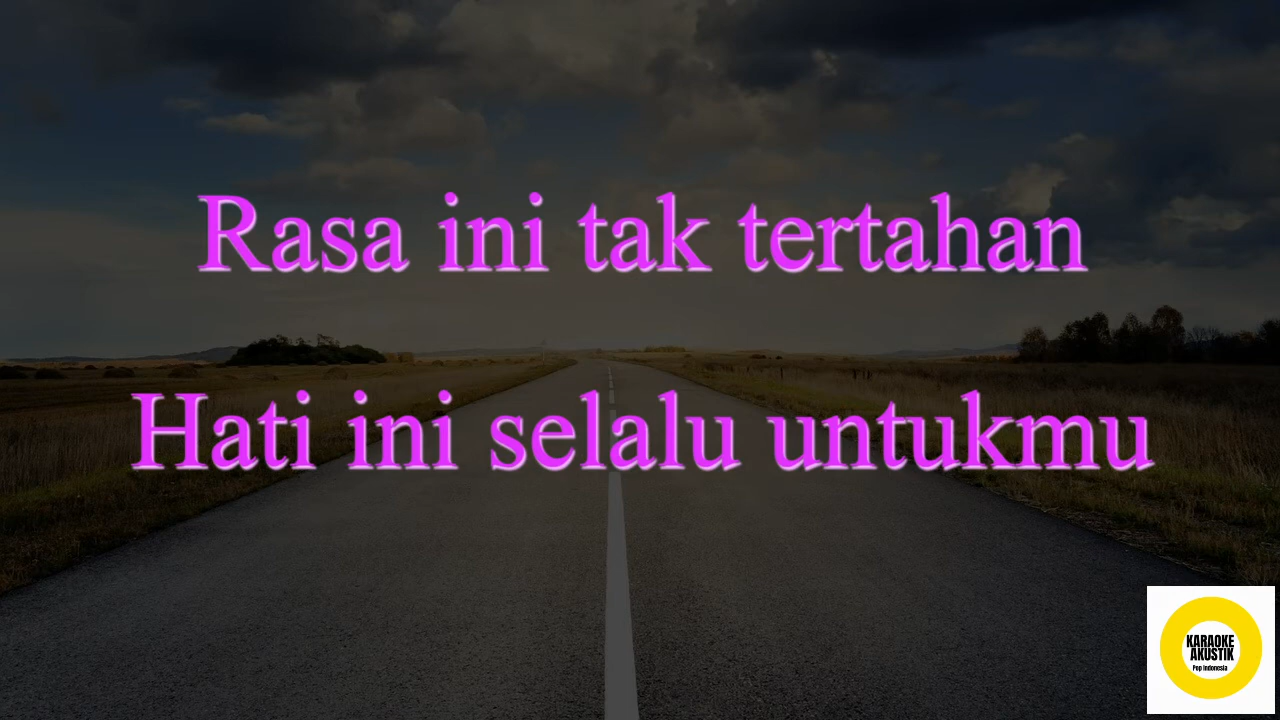 Rasa ini tak tertahan
Hati ini selalu untukmu
KARAOKE
AKUSTIK
Pop Indonesia